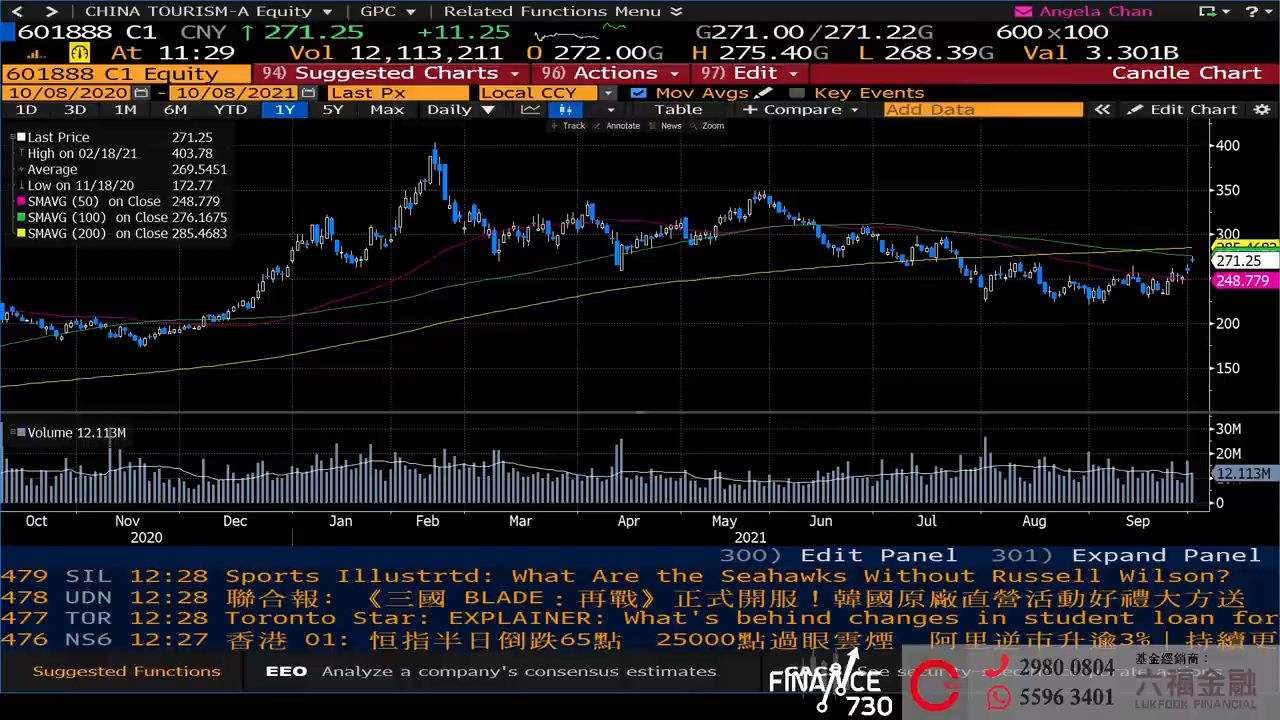 CHINA TOURISM-A Equity GPC Related Functions Menu Angela Chan
601888 C1 CNY ↑ 271.25 +11.25 G271.00/271.22G 600×100
At 11:29 Vol 12,113,211 O 272.00G H 275.40G L 268.39G Val 3.301B
601888 C1 Equity 94) Suggested Charts 96) Actions 97) Edit Candle Chart
10/08/2020 - 10/08/2021 Last Px Local CCY Mov Avgs Key Events
1D 3D 1M 6M YTD 1Y 5Y Max Daily Table + Compare Add Data Edit Chart
Track Annotate News Zoom
Last Price 271.25
High on 02/18/21 403.78
Average 269.5451
Low on 11/18/20 172.77
SMAVG (50) on Close 248.779
SMAVG (100) on Close 276.1675
SMAVG (200) on Close 285.4683
400
350
300
285.4683
271.25
248.779
200
150
Volume 12.113M
30M
20M
12.113M
0
Oct Nov Dec Jan Feb Mar Apr May Jun Jul Aug Sep
2020 2021
300) Edit Panel 301) Expand Panel
479 SIL 12:28 Sports Illustrtd: What Are the Seahawks Without Russell Wilson?
478 UDN 12:28 聯合報: 《三國 BLADE：再戰》正式開服！韓國原廠直營活動好禮大方送
477 TOR 12:28 Toronto Star: EXPLAINER: What's behind changes in student loan for
476 NS6 12:27 香港 01: 恒指半日倒跌65點 25000點過眼雲煙 阿里逆市升逾3%｜持續更
Suggested Functions EEO Analyze a company's consensus estimates
FINANCE
730
2980 0804
5596 3401
基金經銷商：
六福金融
LUKFOOK FINANCIAL